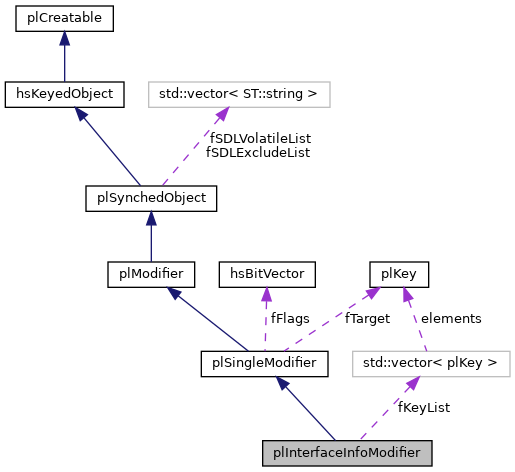 plCreatable
hsKeyedObject
std::vector< ST::string >
fSDLVolatileList
fSDLExcludeList
plSynchedObject
plModifier
hsBitVector
plKey
fFlags
fTarget
elements
plSingleModifier
std::vector< plKey >
fKeyList
plInterfaceInfoModifier